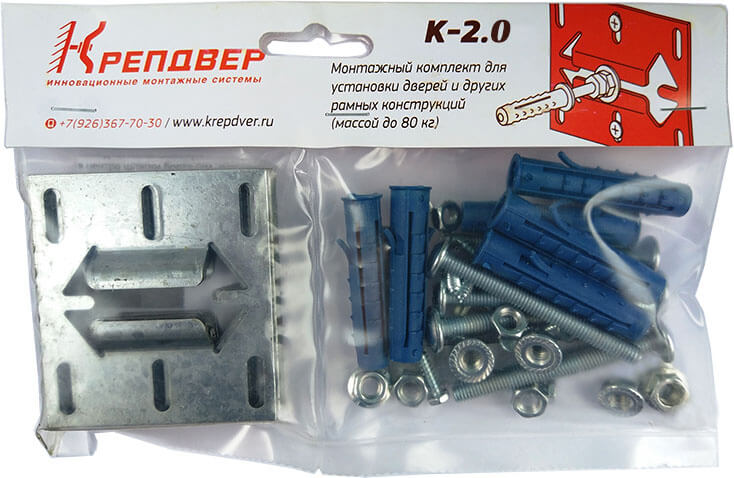 КРЕПДВЕР
ИННОВАЦИОННЫЕ МОНТАЖНЫЕ СИСТЕМЫ
+7(926)367-70-30 / www.krepdver.ru
К-2.0
Монтажный комплект для
установки дверей и других
рамных конструкций
(массой до 80 кг)